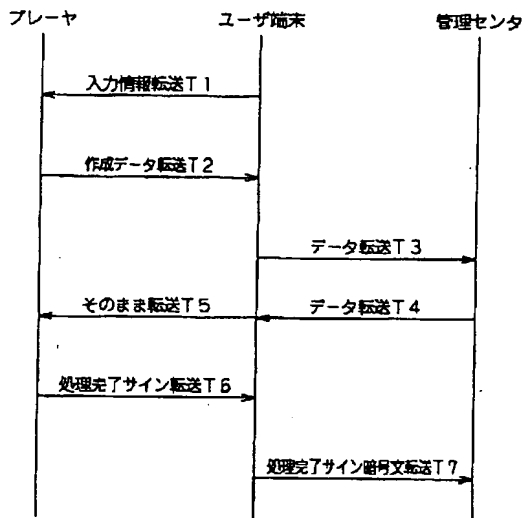 プレーヤ
ユーザ端末
管理センタ
入力情報転送T1
作成データ転送T2
データ転送T3
そのまま転送T5
データ転送T4
処理完了サイン転送T6
処理完了サイン暗号文転送T7